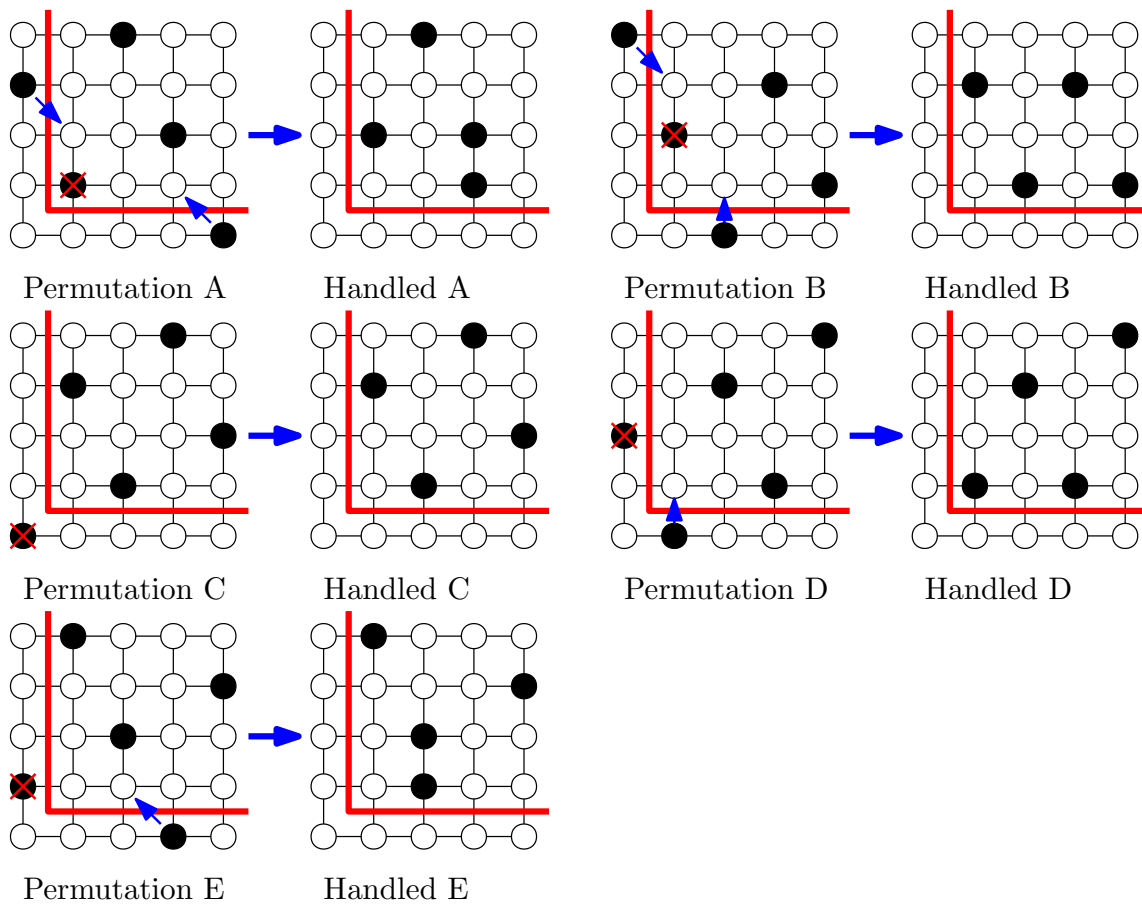 Permutation A Handled A Permutation B Handled B
Permutation C Handled C Permutation D Handled D
Permutation E Handled E